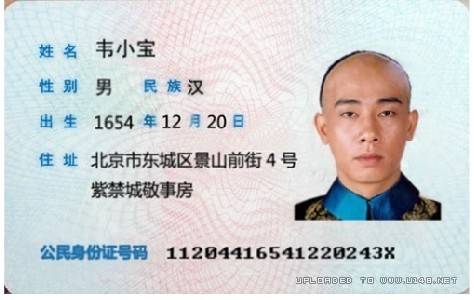 姓名 韦小宝
性别 男 民族 汉
出生 1654 年 12 月 20 日
住址 北京市东城区景山前街 4 号
紫禁城敬事房
公民身份证号码 11204416541220243X
UPLOADED TO WWW.U148.NET